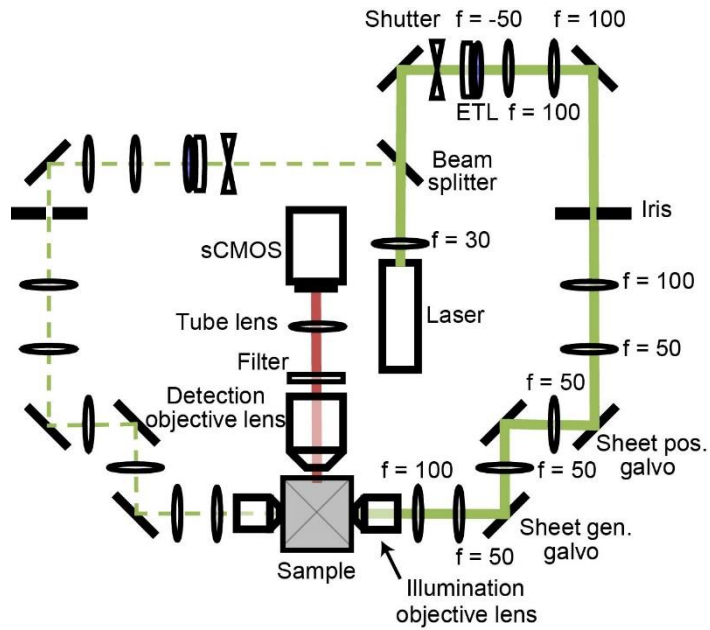 Shutter f = -50 f = 100
ETL f = 100
Beam
splitter
Iris
sCMOS
f = 30
f = 100
Laser
Tube lens
f = 50
Filter
Detection
objective lens
f = 50
Sheet pos.
galvo
f = 100
f = 50
Sheet gen.
galvo
f = 50
Sample
Illumination
objective lens